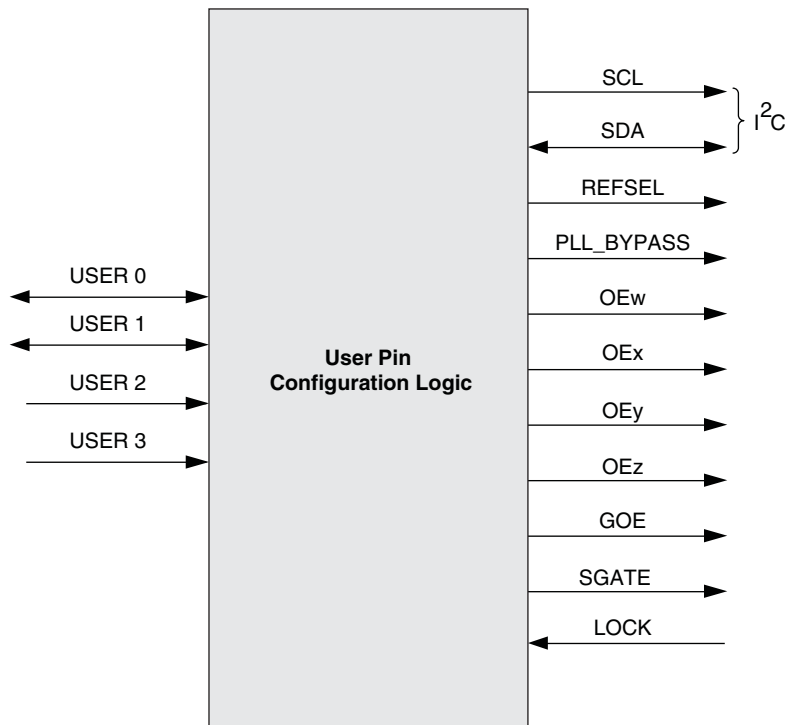 SCL
SDA
I2C
REFSEL
PLL_BYPASS
USER 0
USER 1
USER 2
USER 3
User Pin
Configuration Logic
OEw
OEx
OEy
OEz
GOE
SGATE
LOCK